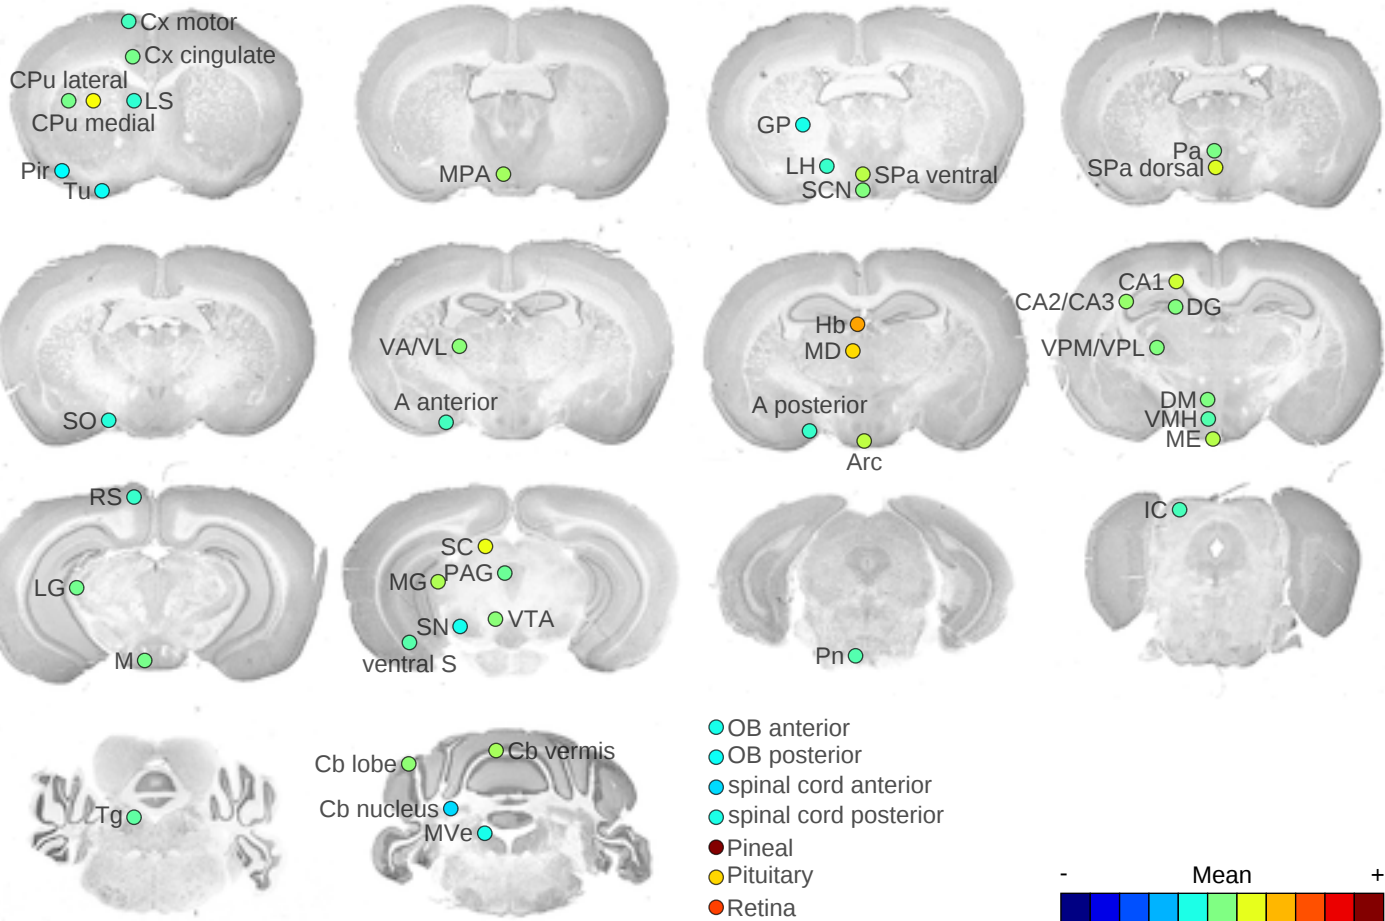 Cx motor
Cx cingulate
CPu lateral
LS
CPu medial
Pir
Tu
MPA
GP
LH
SPa ventral
SCN
Pa
SPa dorsal
SO
VA/VL
A anterior
Hb
MD
A posterior
Arc
CA1
CA2/CA3
DG
VPM/VPL
DM
VMH
ME
RS
LG
M
SC
MG
PAG
SN
VTA
ventral S
Pn
IC
Tg
Cb lobe
Cb vermis
Cb nucleus
MVe
OB anterior
OB posterior
spinal cord anterior
spinal cord posterior
Pineal
Pituitary
Retina
- Mean +